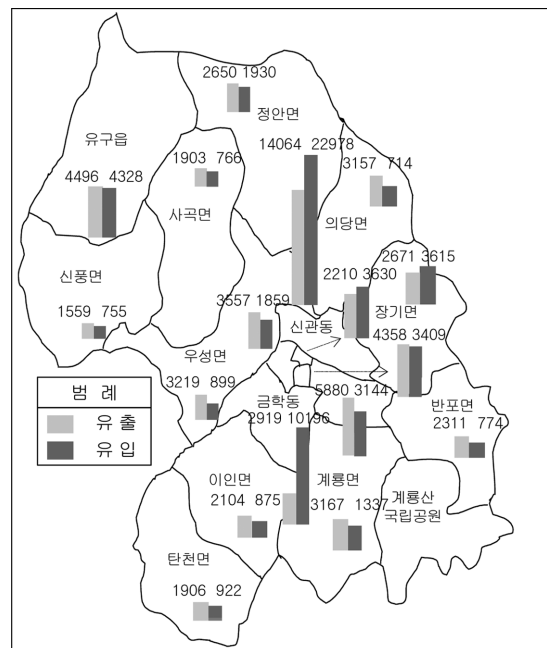 2650 1930
정안면
유구읍
14064 22978
1903 766
3157 714
4496 4328
사곡면
의당면
2671 3615
신풍면
2210 3630
장기면
1559 755
3557 1859
신관동
4358 3409
우성면
범 례
3219 899
5880 3144
반포면
유 출
금학동
2311 774
2919 10196
유 입
이인면
계룡면
2104 875
3167 1337
계룡산
국립공원
탄천면
1906 922